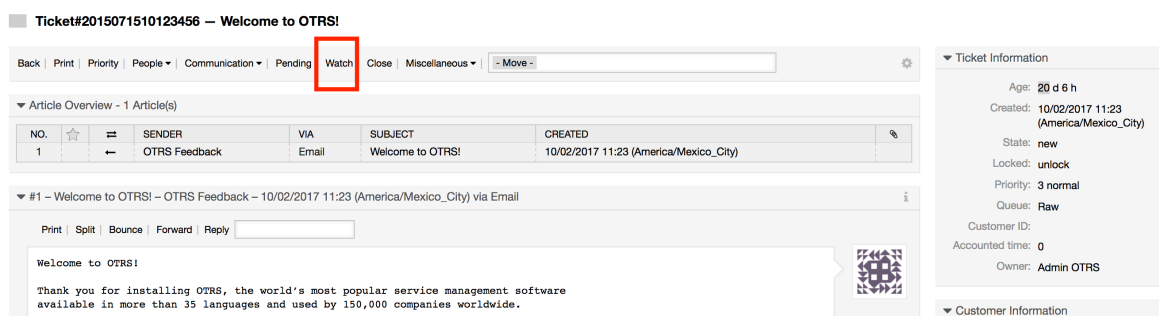 Ticket#2015071510123456 — Welcome to OTRS!
Back | Print | Priority | People ▾ | Communication ▾ | Pending Watch Close | Miscellaneous ▾ | - Move -
Article Overview - 1 Article(s)
NO. SENDER VIA SUBJECT CREATED
1 OTRS Feedback Email Welcome to OTRS! 10/02/2017 11:23 (America/Mexico_City)
#1 – Welcome to OTRS! – OTRS Feedback – 10/02/2017 11:23 (America/Mexico_City) via Email
Print | Split | Bounce | Forward | Reply
Welcome to OTRS!
Thank you for installing OTRS, the world's most popular service management software
available in more than 35 languages and used by 150,000 companies worldwide.
Ticket Information
Age: 20 d 6 h
Created: 10/02/2017 11:23
(America/Mexico_City)
State: new
Locked: unlock
Priority: 3 normal
Queue: Raw
Customer ID:
Accounted time: 0
Owner: Admin OTRS
Customer Information